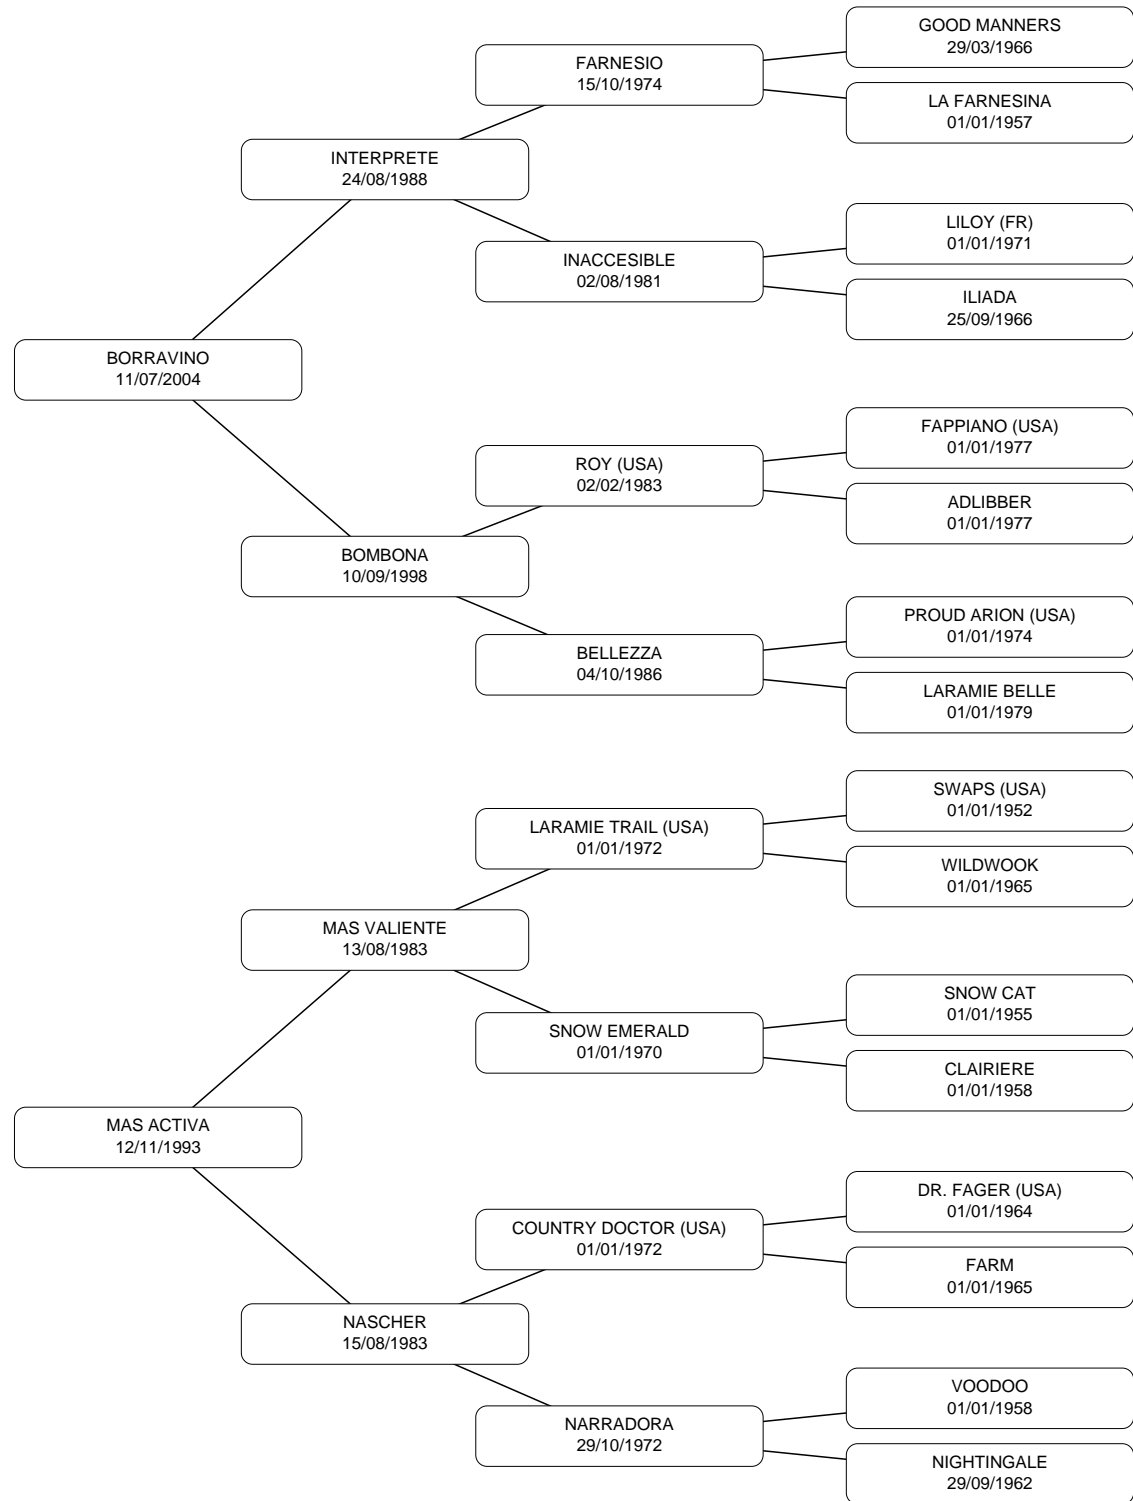 GOOD MANNERS
29/03/1966
FARNESIO
15/10/1974
LA FARNESINA
01/01/1957
INTERPRETE
24/08/1988
LILOY (FR)
01/01/1971
INACCESIBLE
02/08/1981
ILIADA
25/09/1966
BORRAVINO
11/07/2004
FAPPIANO (USA)
01/01/1977
ROY (USA)
02/02/1983
ADLIBBER
01/01/1977
BOMBONA
10/09/1998
PROUD ARION (USA)
01/01/1974
BELLEZZA
04/10/1986
LARAMIE BELLE
01/01/1979
SWAPS (USA)
01/01/1952
LARAMIE TRAIL (USA)
01/01/1972
WILDWOOK
01/01/1965
MAS VALIENTE
13/08/1983
SNOW CAT
01/01/1955
SNOW EMERALD
01/01/1970
CLAIRIERE
01/01/1958
MAS ACTIVA
12/11/1993
DR. FAGER (USA)
01/01/1964
COUNTRY DOCTOR (USA)
01/01/1972
FARM
01/01/1965
NASCHER
15/08/1983
VOODOO
01/01/1958
NARRADORA
29/10/1972
NIGHTINGALE
29/09/1962